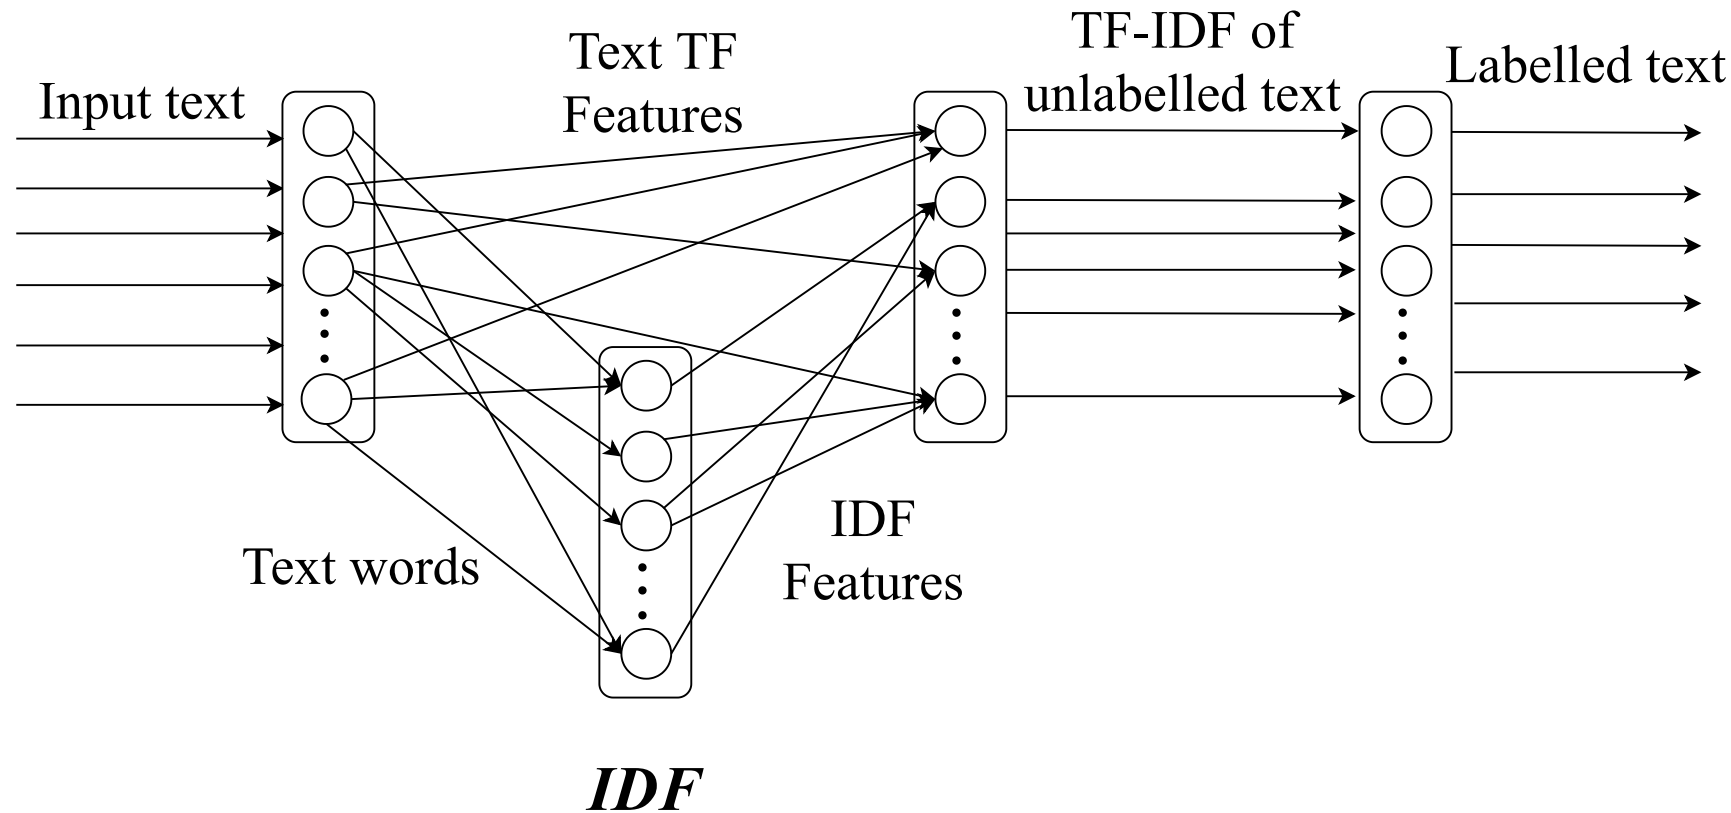 Input text
Text TF
Features
TF-IDF of
unlabelled text
Labelled text
Text words
IDF
Features
IDF